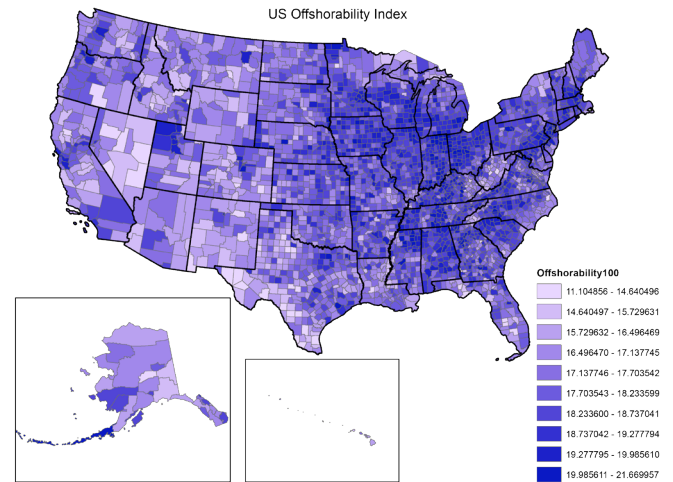 US Offshorability Index
Offshorability100
11.104856 - 14.640496
14.640497 - 15.729631
15.729632 - 16.496469
16.496470 - 17.137745
17.137746 - 17.703542
17.703543 - 18.233599
18.233600 - 18.737041
18.737042 - 19.277794
19.277795 - 19.985610
19.985611 - 21.669957